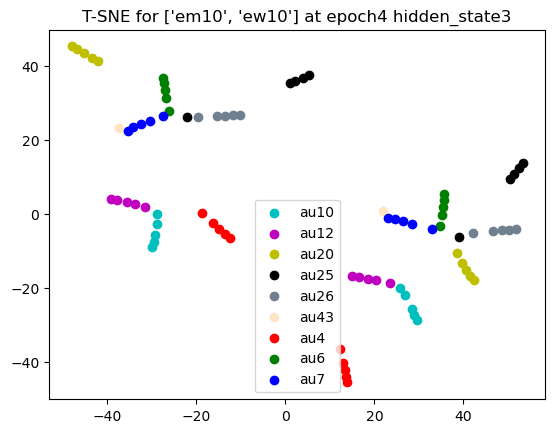 T-SNE for ['em10', 'ew10'] at epoch4 hidden_state3
40
20
0
−20
−40
au10
au12
au20
au25
au26
au43
au4
au6
au7
−40
−20
0
20
40